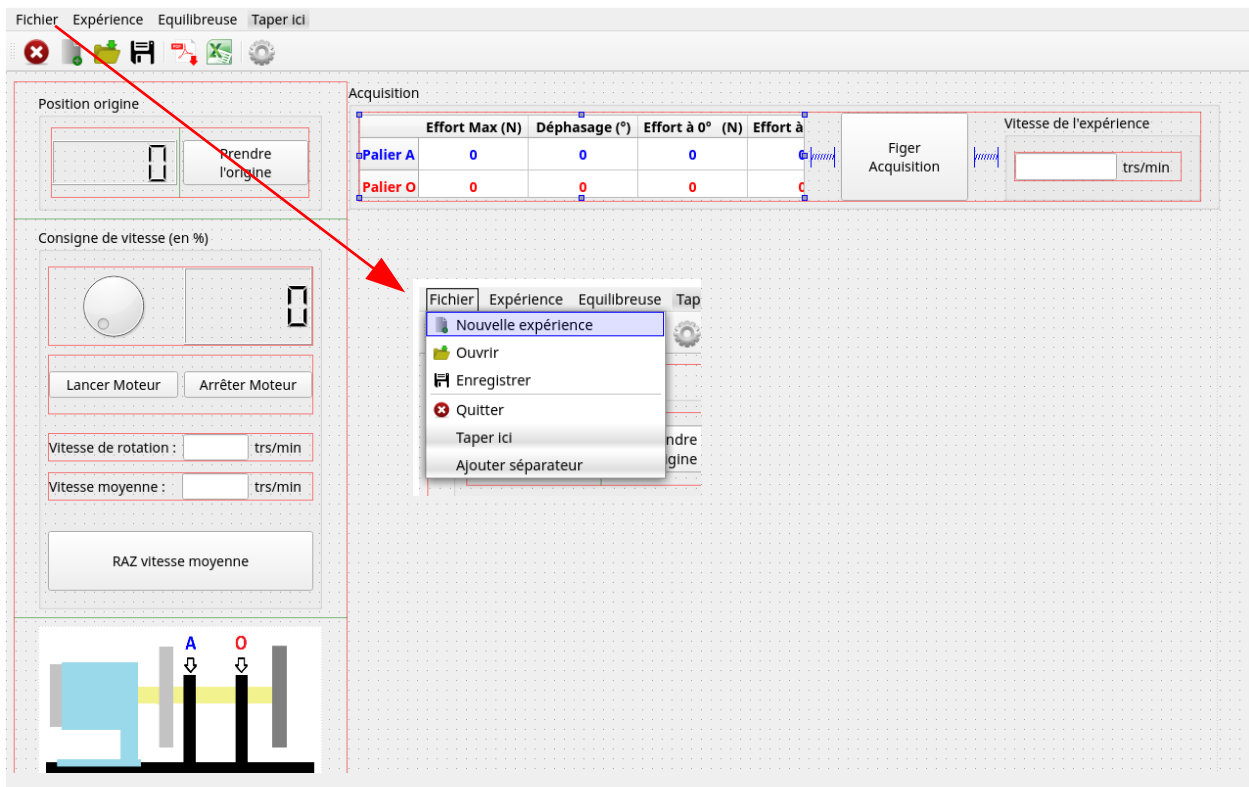 Fichier Expérience Equilibreuse Taper ici
Position origine
0
Prendre
l'origine
Consigne de vitesse (en %)
0
Lancer Moteur Arrêter Moteur
Vitesse de rotation : trs/min
Vitesse moyenne : trs/min
RAZ vitesse moyenne
A O
Acquisition
Effort Max (N) Déphasage (°) Effort à 0° (N) Effort à
Palier A 0 0 0 0
Palier O 0 0 0 0
Figer
Acquisition
Vitesse de l'expérience
trs/min
Fichier Expérience Equilibreuse Tap
Nouvelle expérience
Ouvrir
Enregistrer
Quitter
Taper ici
Ajouter séparateur
ndre
igine